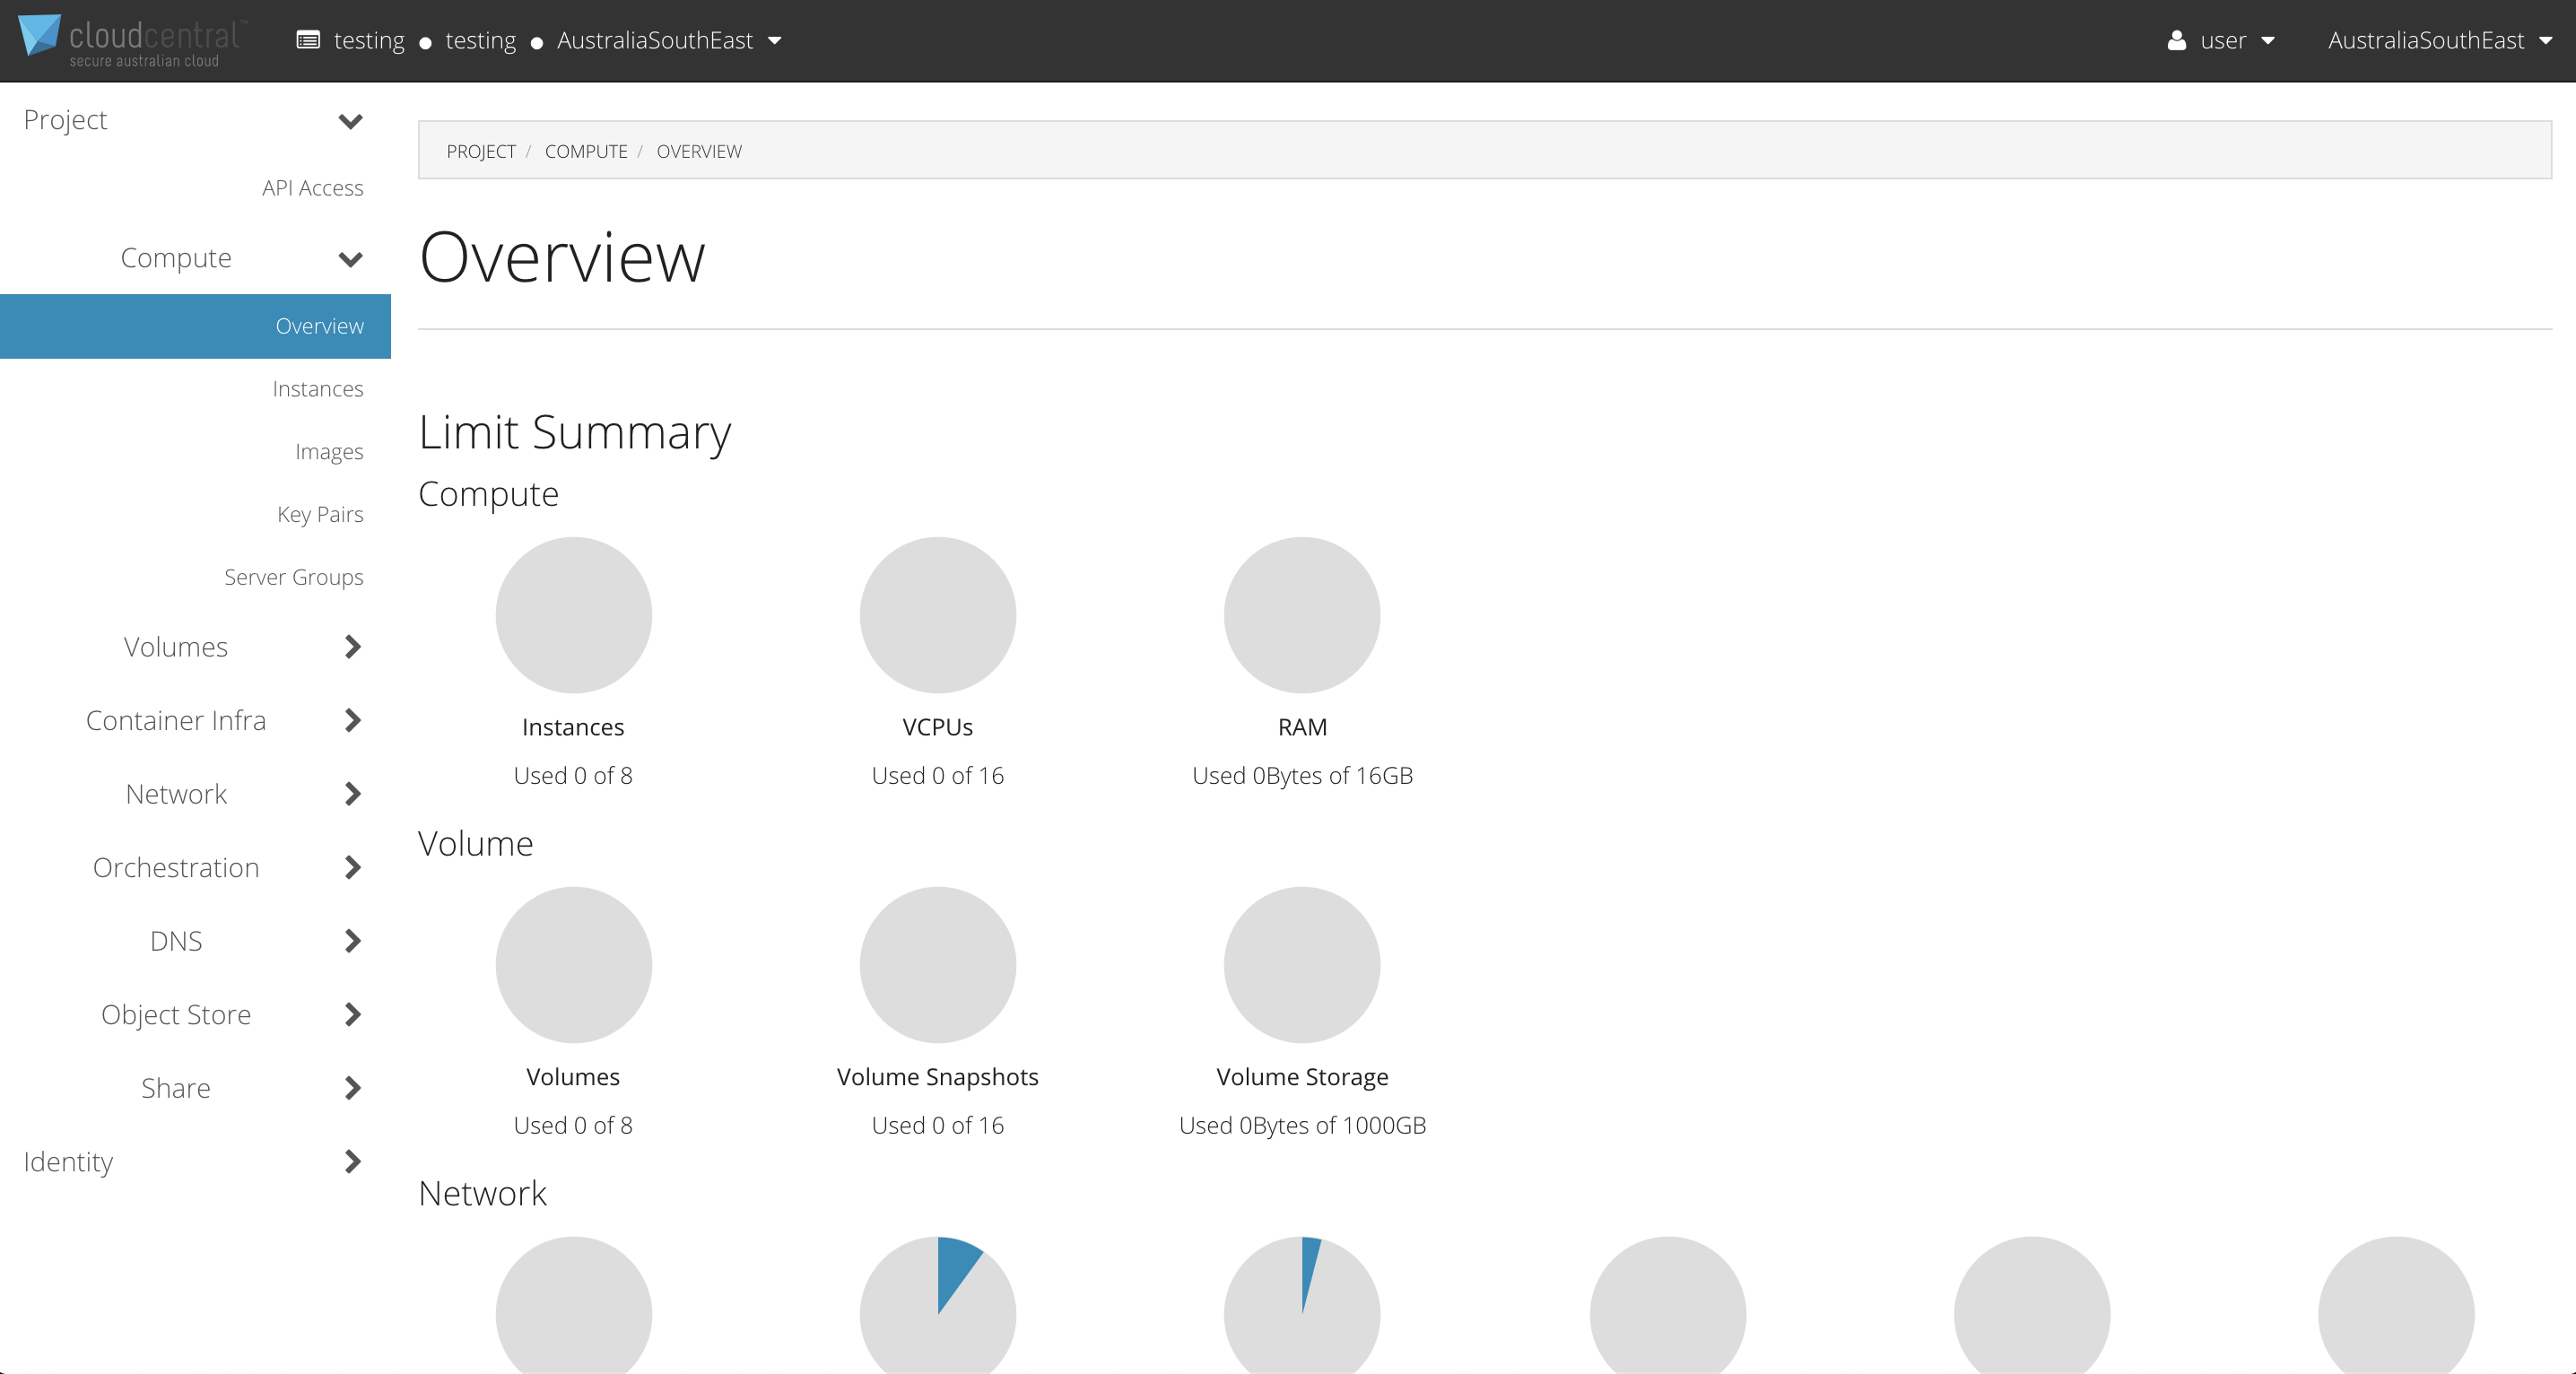 cloudcentral™
secure australian cloud
testing ● testing ● AustraliaSouthEast
user
AustraliaSouthEast
Project
API Access
Compute
Overview
Instances
Images
Key Pairs
Server Groups
Volumes
Container Infra
Network
Orchestration
DNS
Object Store
Share
Identity
PROJECT / COMPUTE / OVERVIEW
Overview
Limit Summary
Compute
Instances VCPUs RAM
Used 0 of 8 Used 0 of 16 Used 0Bytes of 16GB
Volume
Volumes Volume Snapshots Volume Storage
Used 0 of 8 Used 0 of 16 Used 0Bytes of 1000GB
Network